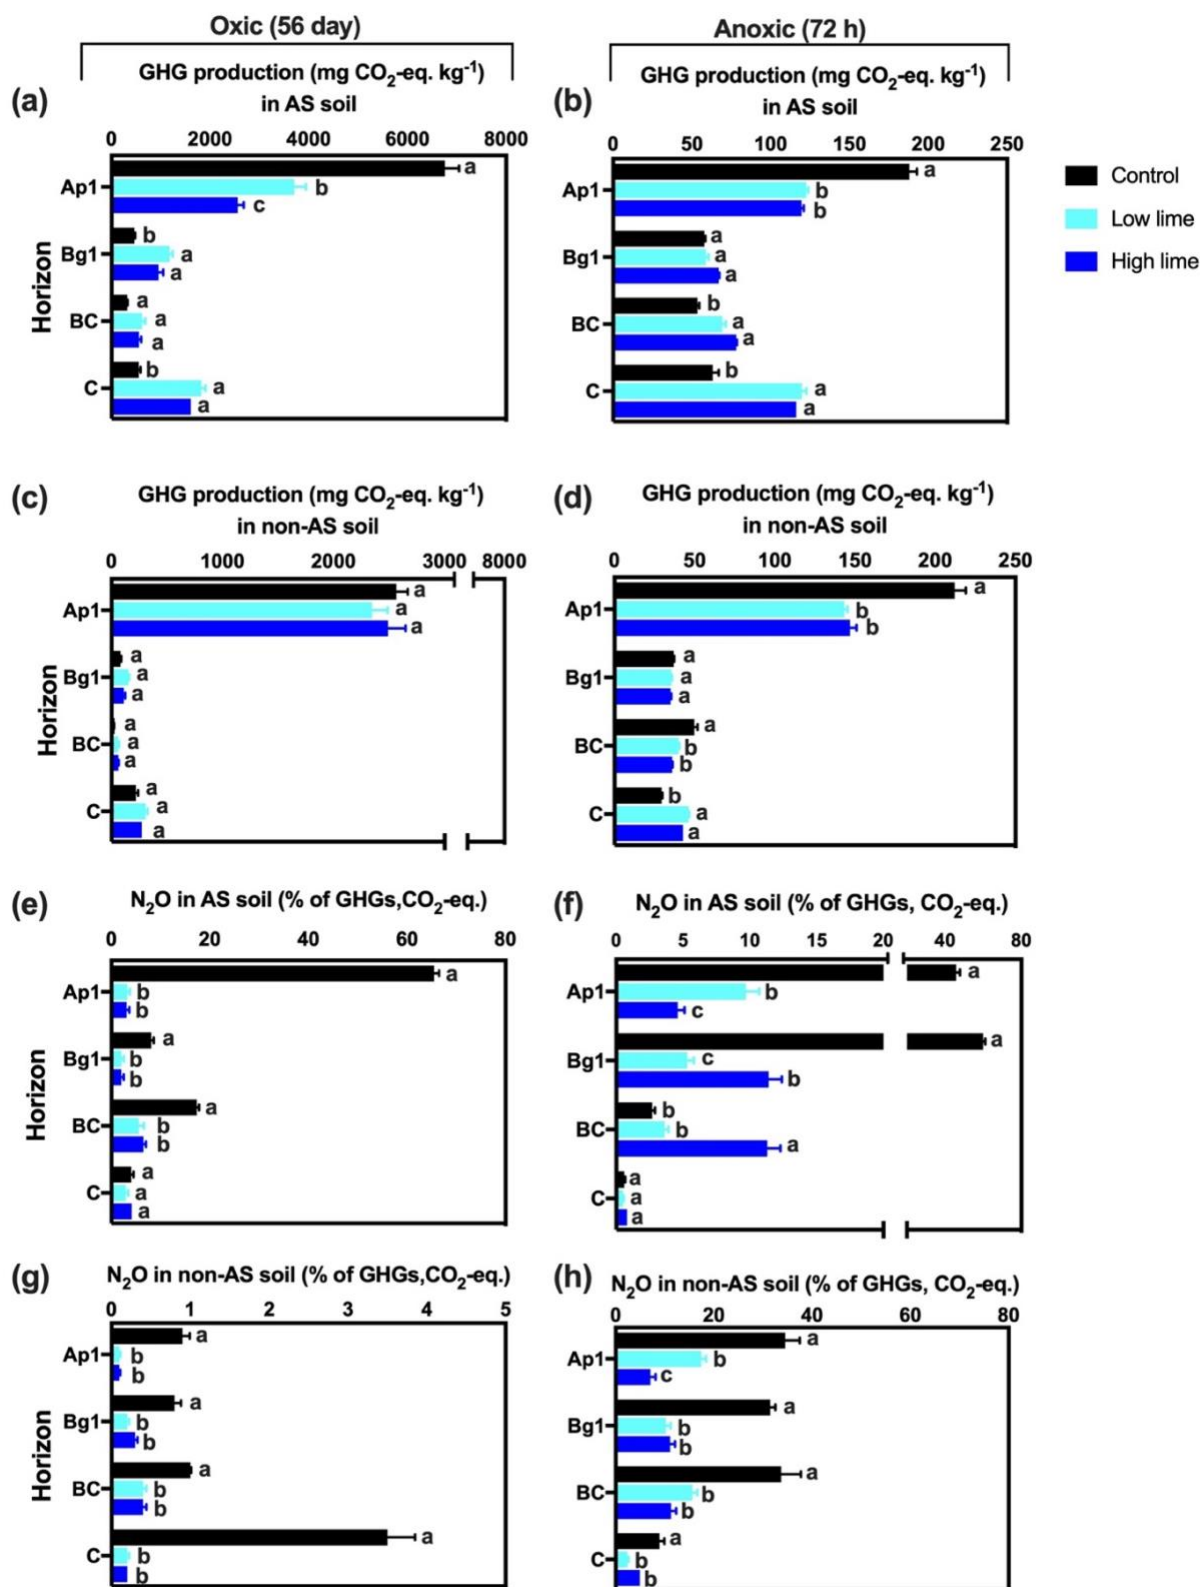 Oxic (56 day)
Anoxic (72 h)
(a)
GHG production (mg CO₂-eq. kg⁻¹)
in AS soil
0 2000 4000 6000 8000
Horizon
Ap1
a
b
c
Bg1
b
a
a
BC
a
a
a
C
b
a
a
(b)
GHG production (mg CO₂-eq. kg⁻¹)
in AS soil
0 50 100 150 200 250
Ap1
a
b
b
Bg1
a
a
a
BC
b
a
a
C
b
a
a
Control
Low lime
High lime
(c)
GHG production (mg CO₂-eq. kg⁻¹)
in non-AS soil
0 1000 2000 3000 8000
Horizon
Ap1
a
a
a
Bg1
a
a
a
BC
a
a
a
C
a
a
a
(d)
GHG production (mg CO₂-eq. kg⁻¹)
in non-AS soil
0 50 100 150 200 250
Ap1
a
b
b
Bg1
a
a
a
BC
a
b
b
C
b
a
a
(e)
N₂O in AS soil (% of GHGs,CO₂-eq.)
0 20 40 60 80
Horizon
Ap1
a
b
b
Bg1
a
b
b
BC
a
b
b
C
a
a
a
(f)
N₂O in AS soil (% of GHGs, CO₂-eq.)
0 5 10 15 20 40 80
Ap1
a
b
c
Bg1
a
c
b
BC
b
b
a
C
a
a
a
(g)
N₂O in non-AS soil (% of GHGs,CO₂-eq.)
0 1 2 3 4 5
Horizon
Ap1
a
b
b
Bg1
a
b
b
BC
a
b
b
C
a
b
b
(h)
N₂O in non-AS soil (% of GHGs, CO₂-eq.)
0 20 40 60 80
Ap1
a
b
c
Bg1
a
b
b
BC
a
b
b
C
a
b
b